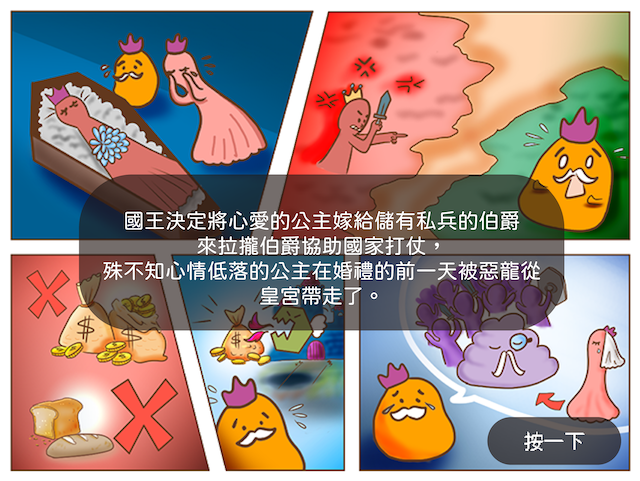 國王決定將心愛的公主嫁給儲有私兵的伯爵
來拉攏伯爵協助國家打仗，
殊不知心情低落的公主在婚禮的前一天被惡龍從
皇宮帶走了。
$
$
$
按一下